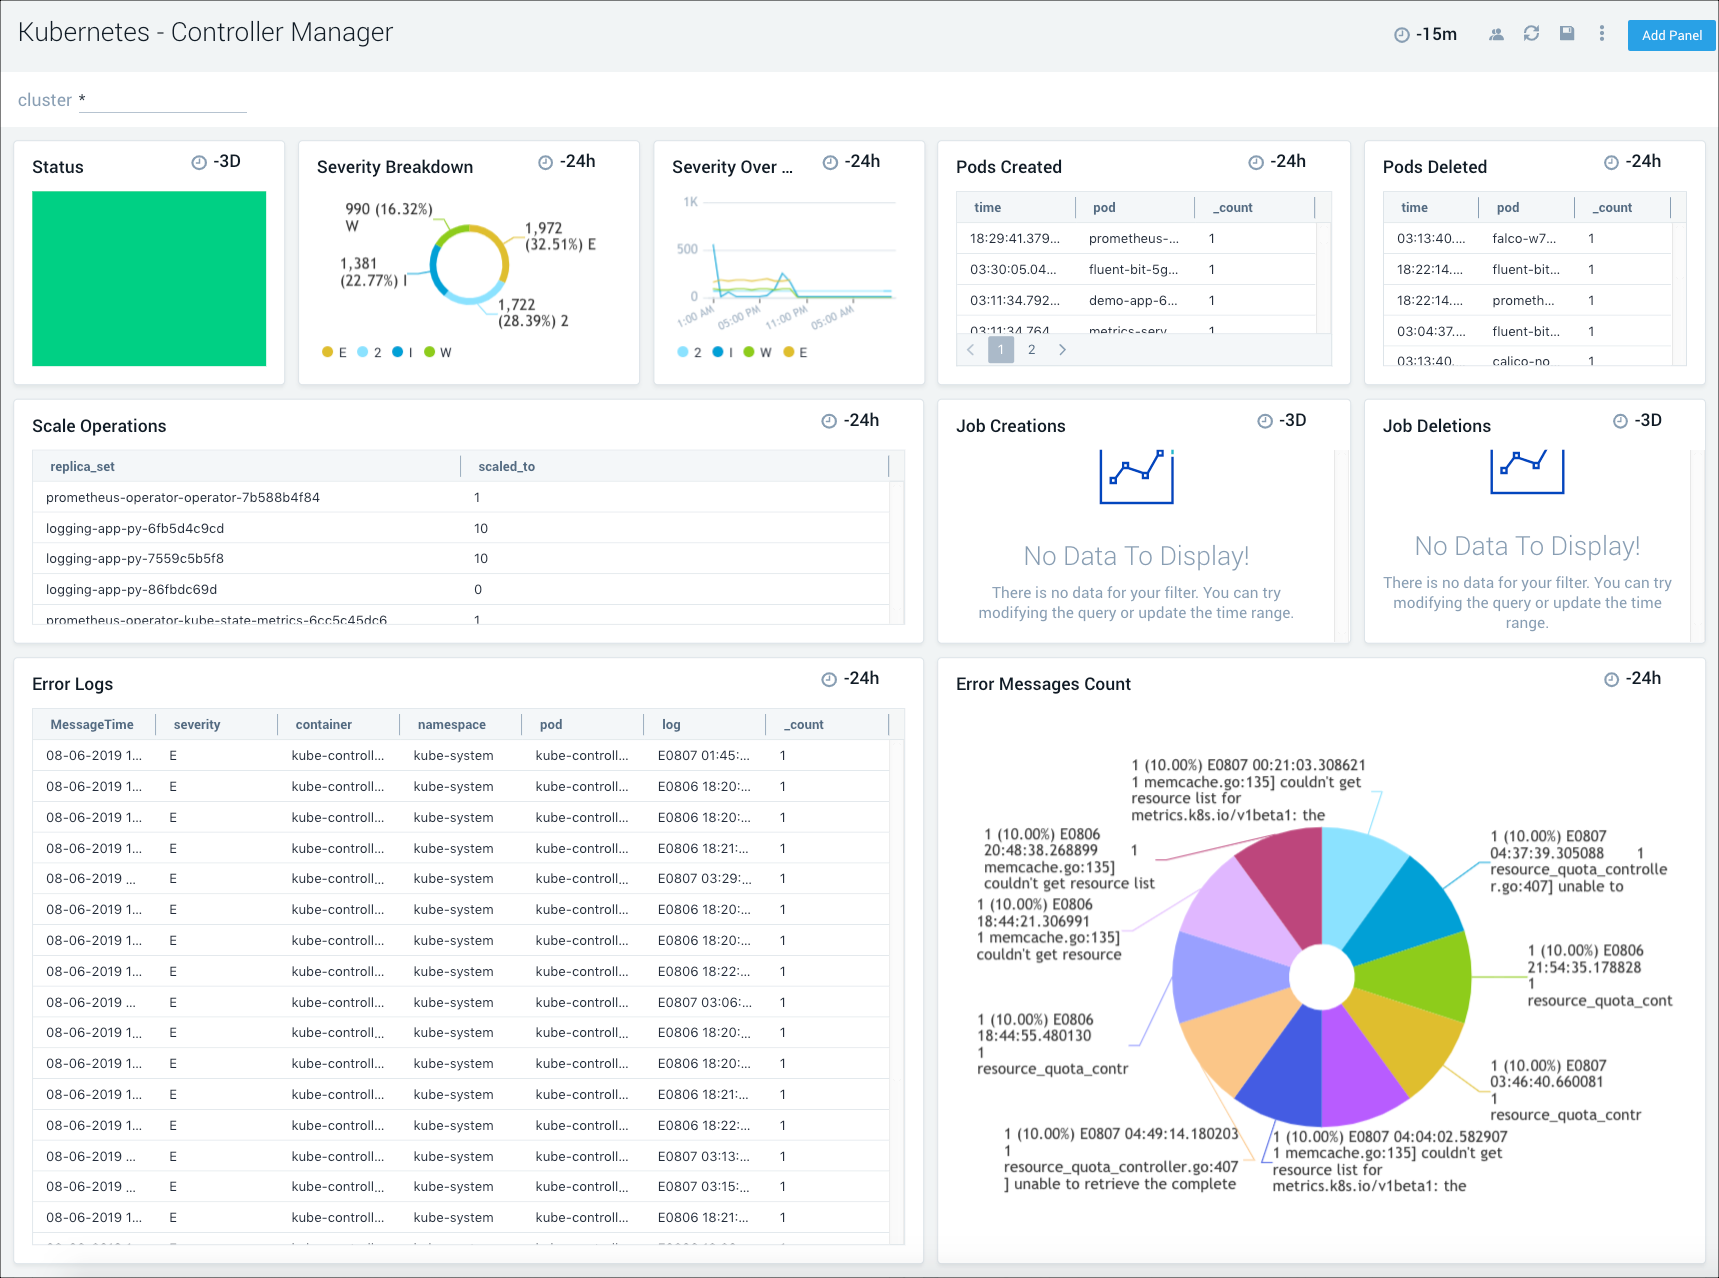 Kubernetes - Controller Manager
-15m
Add Panel
cluster *
Status
-3D
Severity Breakdown
-24h
990 (16.32%)
W
1,972
(32.51%) E
1,381
(22.77%) I
1,722
(28.39%) 2
E 2 I W
Severity Over ...
-24h
1K
500
0
1:00 AM
05:00 PM
11:00 PM
05:00 AM
2 I W E
Pods Created
-24h
time pod _count
18:29:41.379... prometheus-... 1
03:30:05.04... fluent-bit-5g... 1
03:11:34.792... demo-app-6... 1
03:11:34.764 metrics-serv 1
1 2
Pods Deleted
-24h
time pod _count
03:13:40.... falco-w7... 1
18:22:14.... fluent-bit... 1
18:22:14.... prometh... 1
03:04:37.... fluent-bit... 1
03:13:40. calico-no 1
Scale Operations
-24h
replica_set scaled_to
prometheus-operator-operator-7b588b4f84 1
logging-app-py-6fb5d4c9cd 10
logging-app-py-7559c5b5f8 10
logging-app-py-86fbdc69d 0
prometheus-operator-kube-state-metrics-6cc5c45dc6 1
Job Creations
-3D
No Data To Display!
There is no data for your filter. You can try
modifying the query or update the time range.
Job Deletions
-3D
No Data To Display!
There is no data for your filter. You can try
modifying the query or update the time
range.
Error Logs
-24h
MessageTime severity container namespace pod log _count
08-06-2019 1... E kube-controll... kube-system kube-controll... E0807 01:45:... 1
08-06-2019 1... E kube-controll... kube-system kube-controll... E0806 18:20:... 1
08-06-2019 1... E kube-controll... kube-system kube-controll... E0806 18:20:... 1
08-06-2019 1... E kube-controll... kube-system kube-controll... E0806 18:21:... 1
08-06-2019 ... E kube-controll... kube-system kube-controll... E0807 03:29:... 1
08-06-2019 1... E kube-controll... kube-system kube-controll... E0806 18:20:... 1
08-06-2019 1... E kube-controll... kube-system kube-controll... E0806 18:20:... 1
08-06-2019 1... E kube-controll... kube-system kube-controll... E0806 18:22:... 1
08-06-2019 ... E kube-controll... kube-system kube-controll... E0807 03:06:... 1
08-06-2019 1... E kube-controll... kube-system kube-controll... E0806 18:20:... 1
08-06-2019 1... E kube-controll... kube-system kube-controll... E0806 18:20:... 1
08-06-2019 1... E kube-controll... kube-system kube-controll... E0806 18:21:... 1
08-06-2019 1... E kube-controll... kube-system kube-controll... E0806 18:22:... 1
08-06-2019 ... E kube-controll... kube-system kube-controll... E0807 03:13:... 1
08-06-2019 ... E kube-controll... kube-system kube-controll... E0807 03:15:... 1
08-06-2019 1... E kube-controll... kube-system kube-controll... E0806 18:21:... 1
Error Messages Count
-24h
1 (10.00%) E0807 00:21:03.308621
1 memcache.go:135] couldn't get
resource list for
metrics.k8s.io/v1beta1: the
1 (10.00%) E0806
20:48:38.268899 1
memcache.go:135]
couldn't get resource list
1 (10.00%) E0807
04:37:39.305088 1
resource_quota_controlle
r.go:407] unable to
1 (10.00%) E0806
18:44:21.306991
1 memcache.go:135]
couldn't get resource
1 (10.00%) E0806
21:54:35.178828
1
resource_quota_cont
1 (10.00%) E0806
18:44:55.480130
1
resource_quota_contr
1 (10.00%) E0807
03:46:40.660081
1
resource_quota_contr
1 (10.00%) E0807 04:49:14.180203
1
resource_quota_controller.go:407
] unable to retrieve the complete
1 (10.00%) E0807 04:04:02.582907
1 memcache.go:135] couldn't get
resource list for
metrics.k8s.io/v1beta1: the